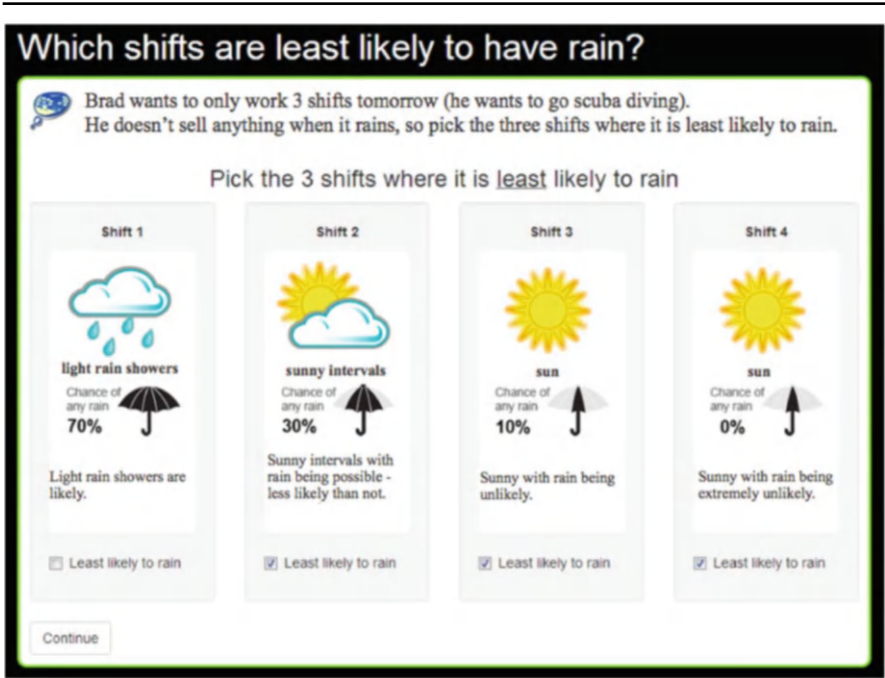 Which shifts are least likely to have rain?
Brad wants to only work 3 shifts tomorrow (he wants to go scuba diving).
He doesn't sell anything when it rains, so pick the three shifts where it is least likely to rain.
Pick the 3 shifts where it is least likely to rain
Shift 1
light rain showers
Chance of
any rain
70%
Light rain showers are
likely.
Least likely to rain
Shift 2
sunny intervals
Chance of
any rain
30%
Sunny intervals with
rain being possible -
less likely than not.
Least likely to rain
Shift 3
sun
Chance of
any rain
10%
Sunny with rain being
unlikely.
Least likely to rain
Shift 4
sun
Chance of
any rain
0%
Sunny with rain being
extremely unlikely.
Least likely to rain
Continue